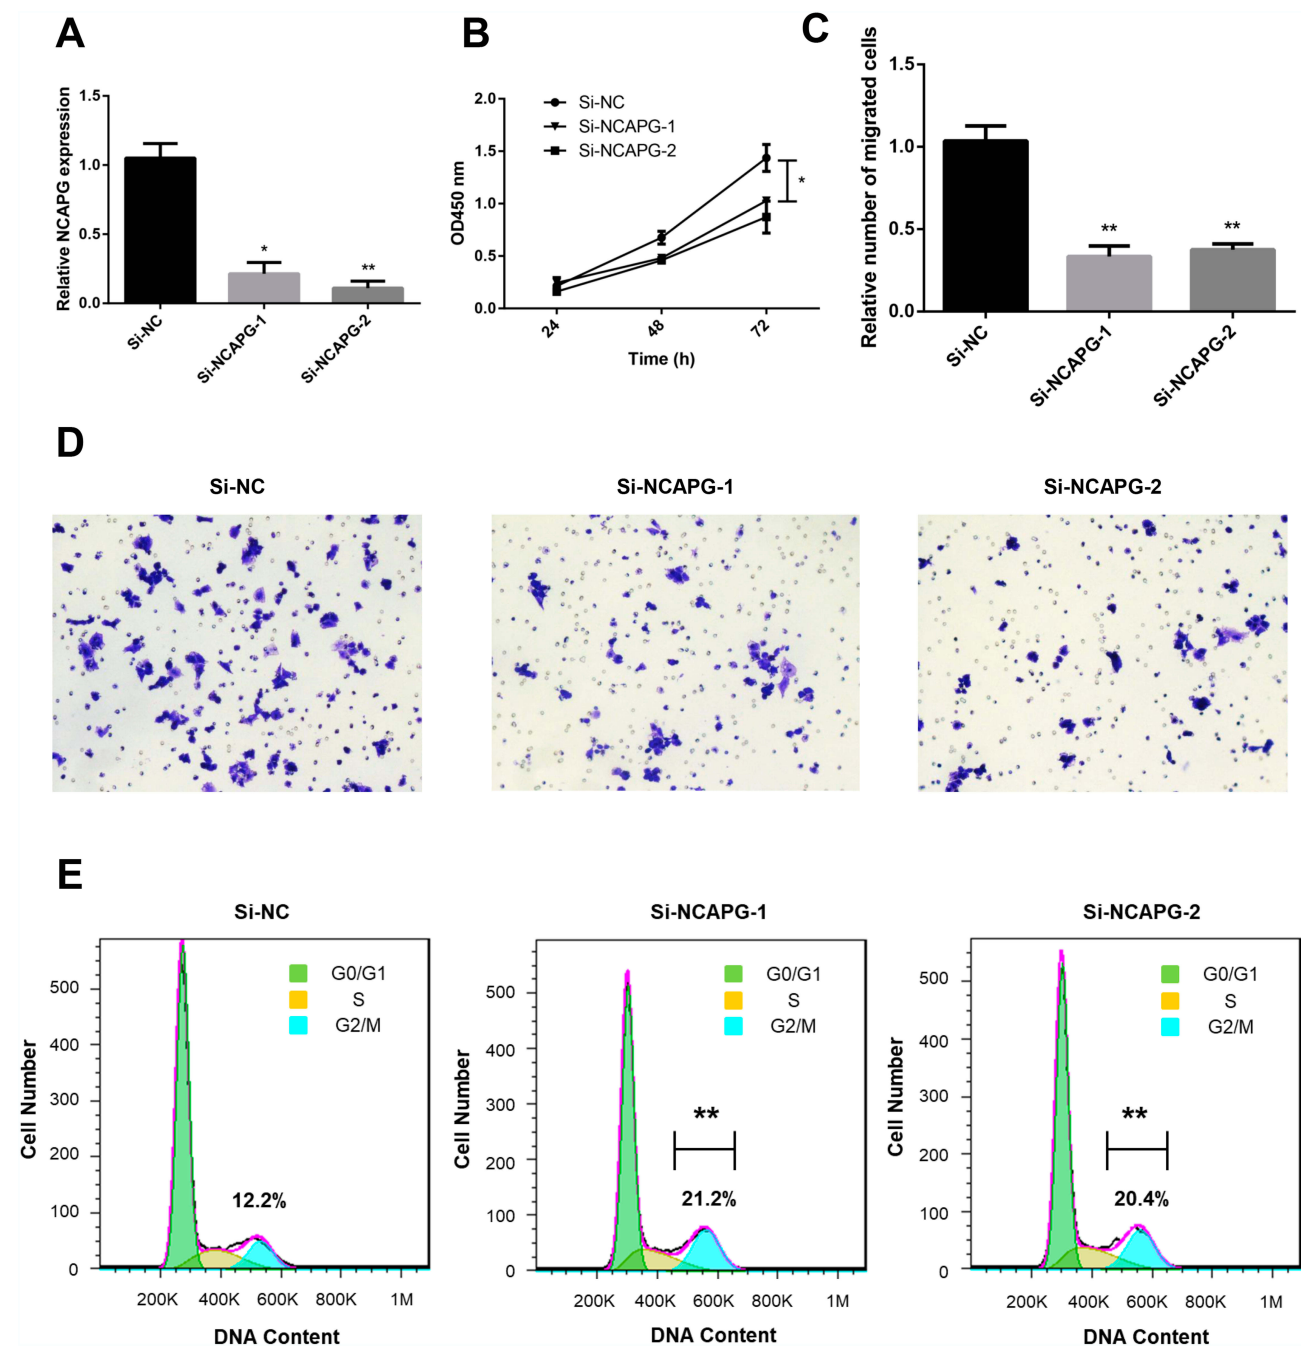 A
Relative NCAPG expression
1.5
1.0
0.5
0.0
*
**
Si-NC
Si-NCAPG-1
Si-NCAPG-2
B
OD450 nm
2.0
1.5
1.0
0.5
0.0
Si-NC
Si-NCAPG-1
Si-NCAPG-2
*
24
48
72
Time (h)
C
Relative number of migrated cells
1.5
1.0
0.5
0.0
**
**
Si-NC
Si-NCAPG-1
Si-NCAPG-2
D
Si-NC
Si-NCAPG-1
Si-NCAPG-2
E
Si-NC
Cell Number
500
400
300
200
100
0
G0/G1
S
G2/M
12.2%
200K 400K 600K 800K 1M
DNA Content
Si-NCAPG-1
Cell Number
500
400
300
200
100
0
G0/G1
S
G2/M
**
21.2%
200K 400K 600K 800K 1M
DNA Content
Si-NCAPG-2
Cell Number
500
400
300
200
100
0
G0/G1
S
G2/M
**
20.4%
200K 400K 600K 800K 1M
DNA Content